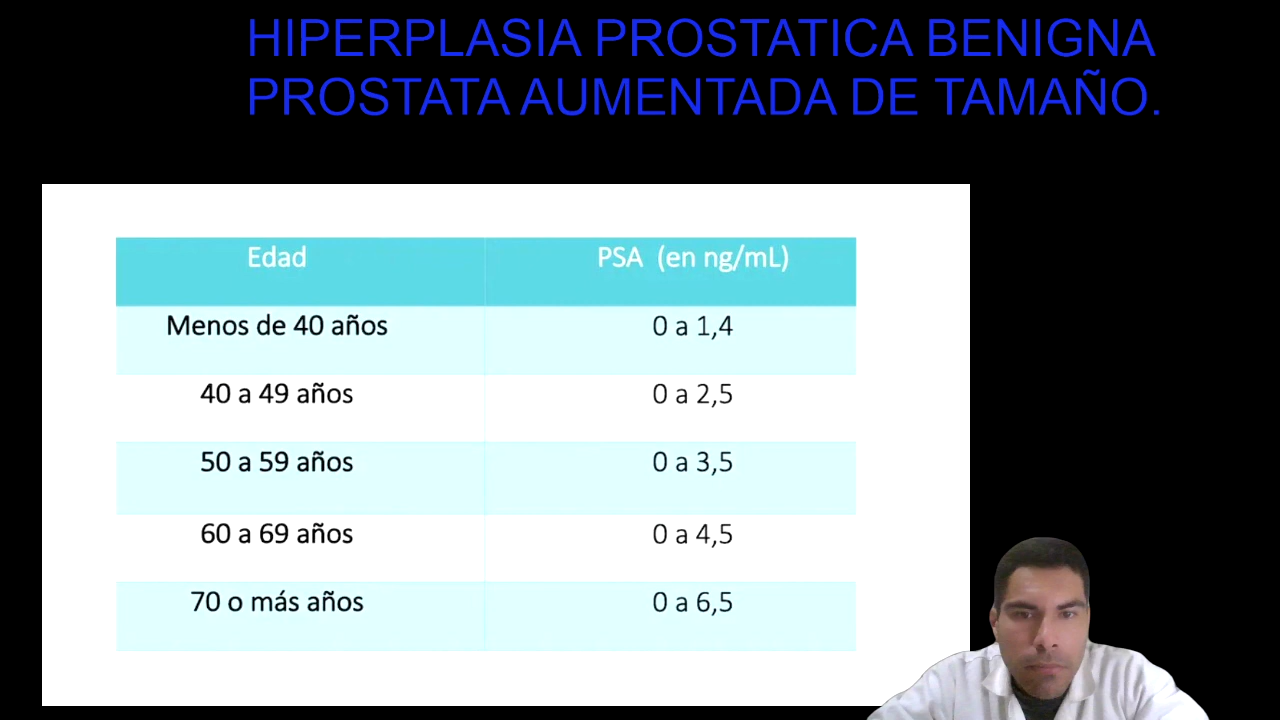 HIPERPLASIA PROSTATICA BENIGNA
PROSTATA AUMENTADA DE TAMAÑO.
Edad PSA (en ng/mL)
Menos de 40 años 0 a 1,4
40 a 49 años 0 a 2,5
50 a 59 años 0 a 3,5
60 a 69 años 0 a 4,5
70 o más años 0 a 6,5